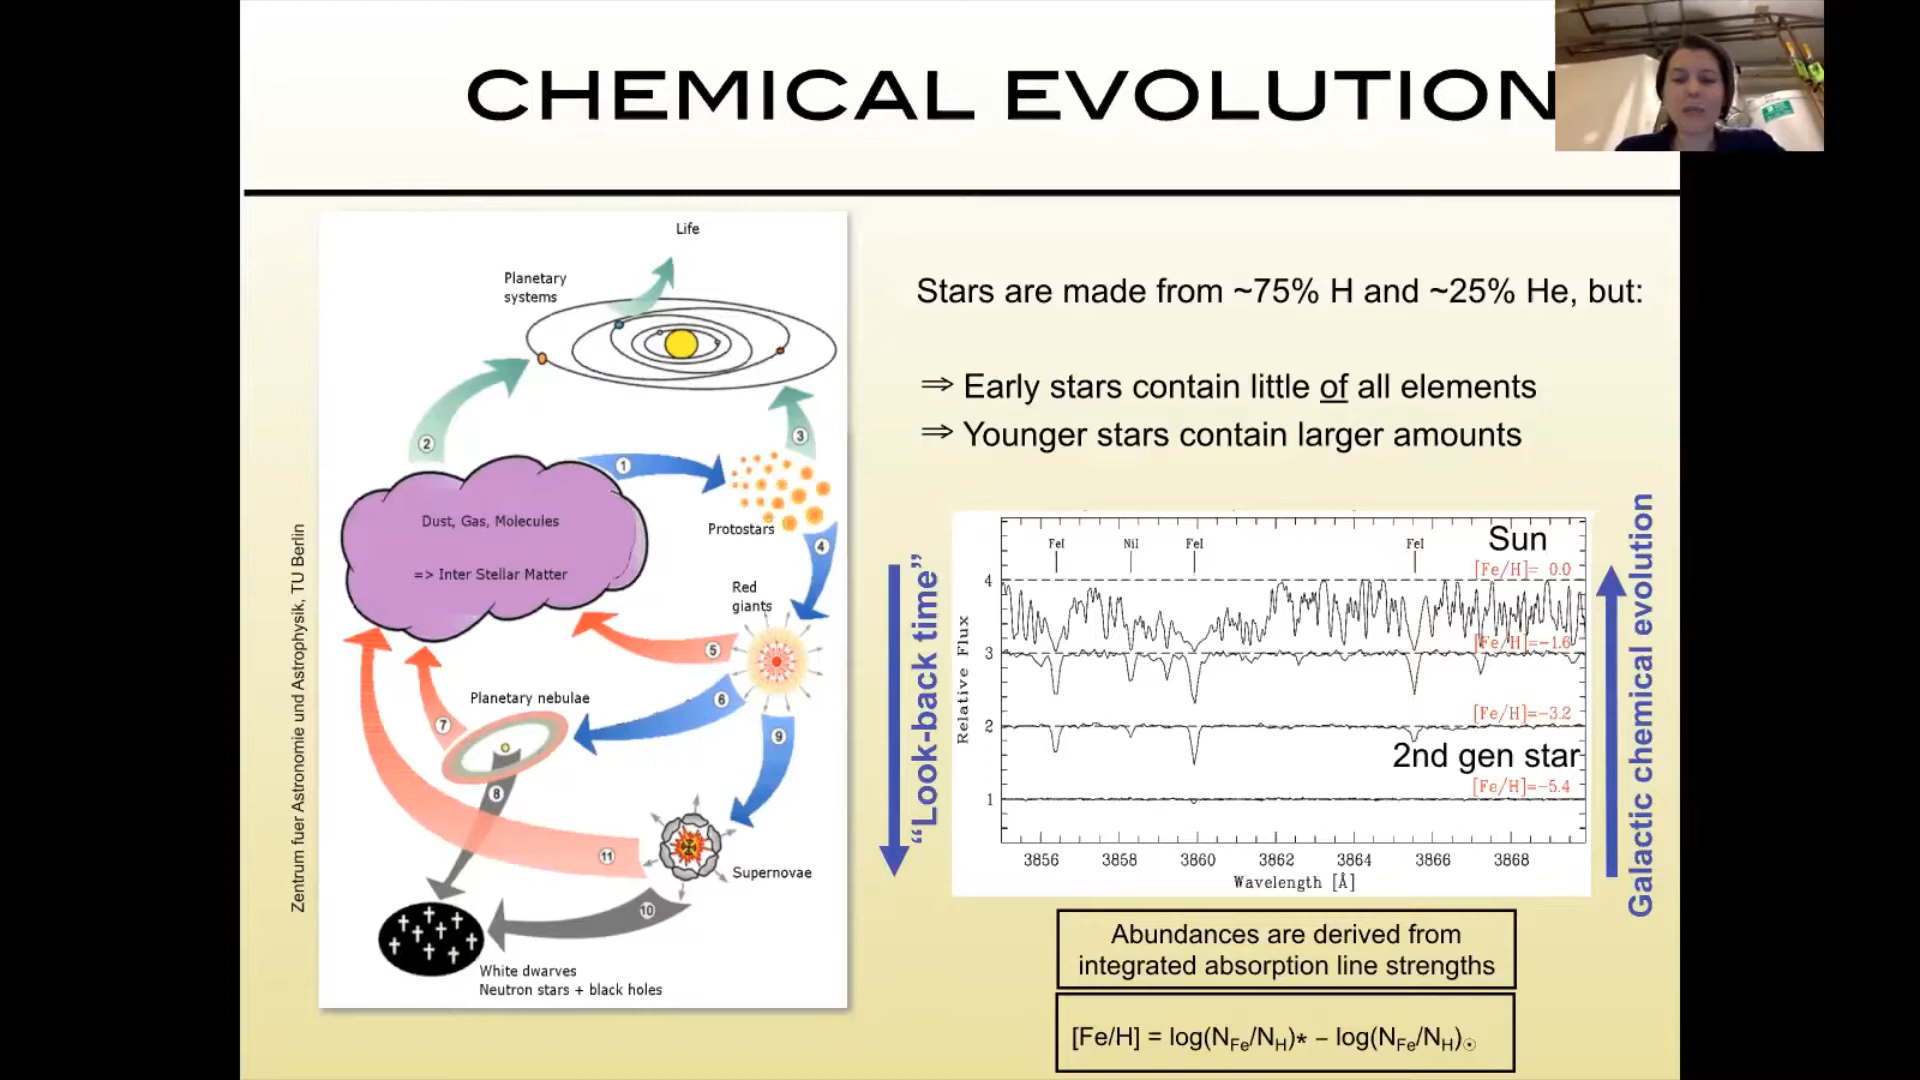 CHEMICAL EVOLUTION
Life
Planetary
systems
2
3
1
Dust, Gas, Molecules
=> Inter Stellar Matter
Protostars
4
Red
giants
5
Planetary nebulae
6
7
9
8
11
Supernovae
10
White dwarves
Neutron stars + black holes
Zentrum fuer Astronomie und Astrophysik, TU Berlin
Stars are made from ~75% H and ~25% He, but:
⇒ Early stars contain little of all elements
⇒ Younger stars contain larger amounts
"Look-back time"
Relative Flux
FeI NiI FeI FeI
Sun
[Fe/H]= 0.0
4
[Fe/H]=−1.6
3
[Fe/H]=−3.2
2
2nd gen star
[Fe/H]=−5.4
1
3856 3858 3860 3862 3864 3866 3868
Wavelength [Å]
Galactic chemical evolution
Abundances are derived from
integrated absorption line strengths
[Fe/H] = log(NFe/NH)* – log(NFe/NH)☉